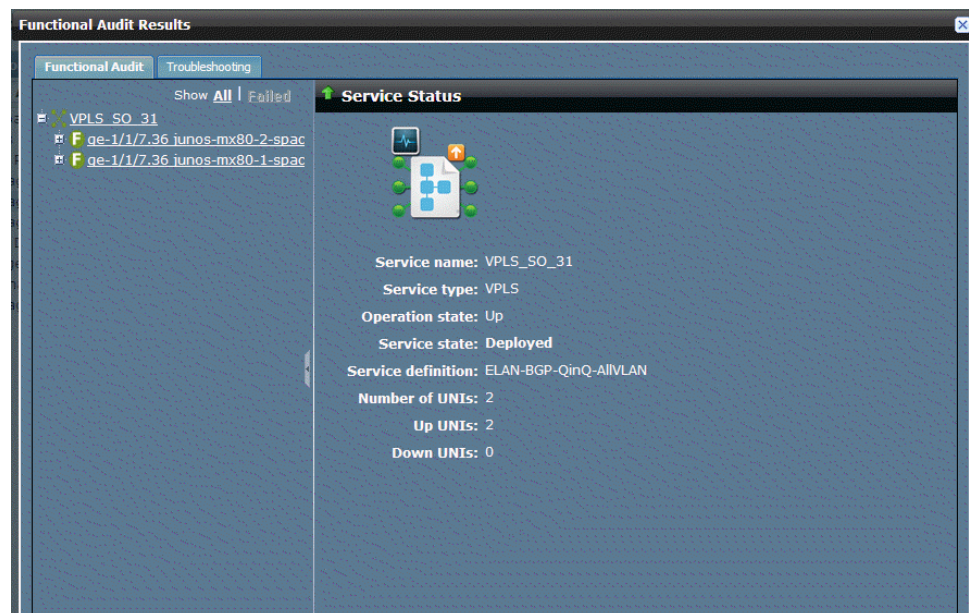 Functional Audit Results
Functional Audit
Troubleshooting
Show All | Failed
VPLS_SO_31
F ge-1/1/7.36 junos-mx80-2-spac
F ge-1/1/7.36 junos-mx80-1-spac
Service Status
Service name: VPLS_SO_31
Service type: VPLS
Operation state: Up
Service state: Deployed
Service definition: ELAN-BGP-QinQ-AllVLAN
Number of UNIs: 2
Up UNIs: 2
Down UNIs: 0